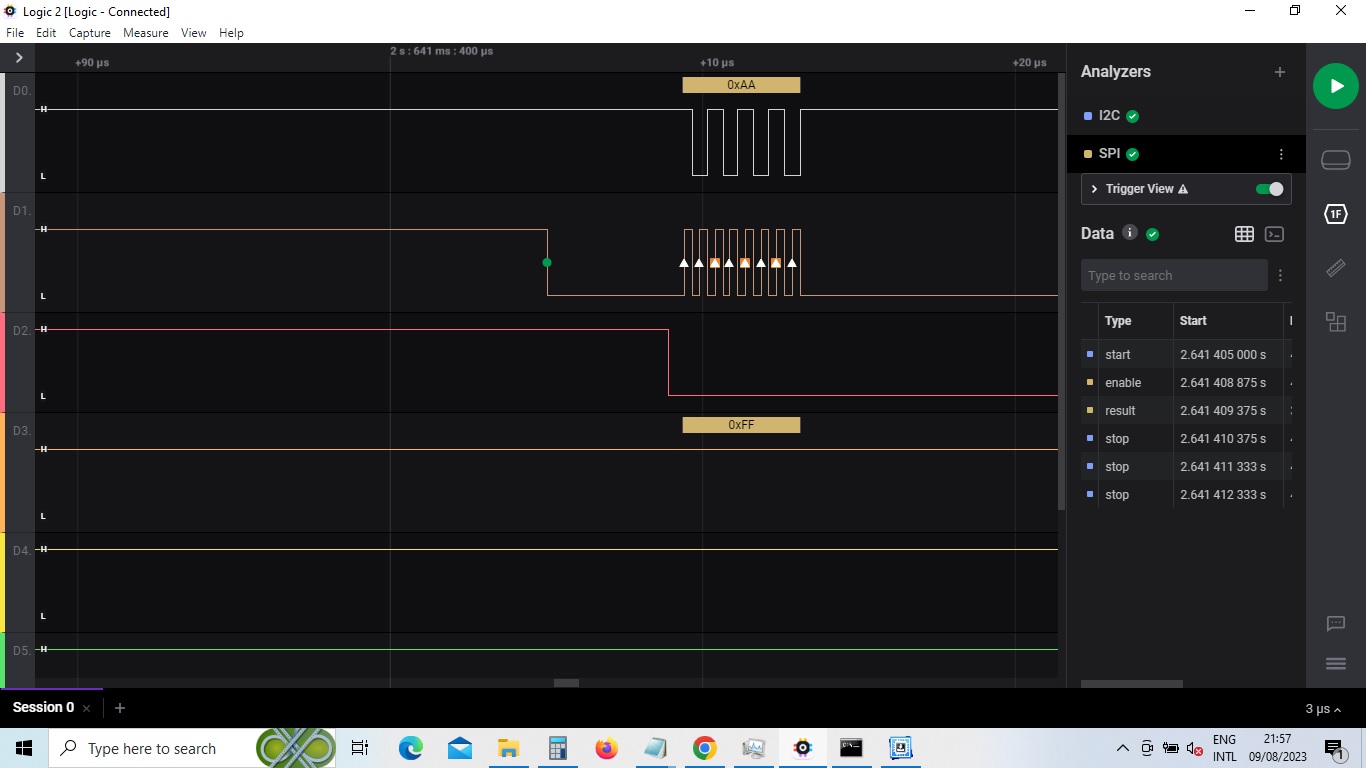 Logic 2 [Logic - Connected]
File Edit Capture Measure View Help
2 s : 641 ms : 400 µs
+90 µs +10 µs +20 µs
D0.
H
L
0xAA
D1.
H
L
D2.
H
L
D3.
H
L
0xFF
D4.
H
L
D5.
H
Analyzers
I2C
SPI
Trigger View
Data
Type to search
Type Start
start 2.641 405 000 s
enable 2.641 408 875 s
result 2.641 409 375 s
stop 2.641 410 375 s
stop 2.641 411 333 s
stop 2.641 412 333 s
1F
Session 0
3 µs
Type here to search
ENG
INTL
21:57
09/08/2023
1